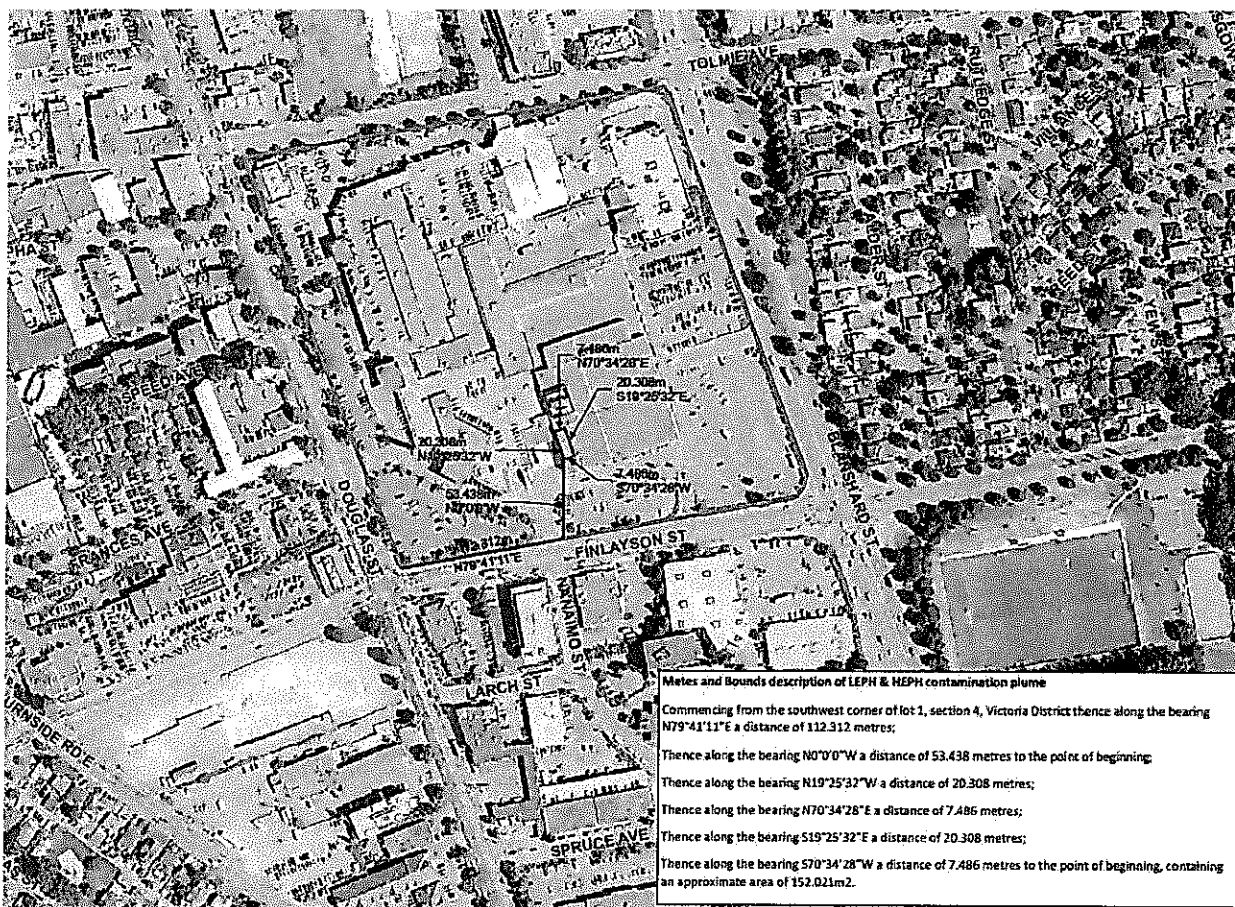 TOLMIE AVE
RUTLEDGE ST
SPEED AVE
7.486m
N70°34'28"E
20.308m
S19°25'32"E
20.308m
N19°25'32"W
7.486m
S70°34'28"W
53.438m
N0°0'0"W
BLANSHARD ST
DOUGLAS ST
FRANCES AVE
FINLAYSON ST
N79°41'11"E
NANAIMO ST
LARCH ST
BURNSIDE RD E
SPRUCE AVE
Metes and Bounds description of LEPH & HEPH contamination plume
Commencing from the southwest corner of lot 1, section 4, Victoria District thence along the bearing
N79°41'11"E a distance of 112.312 metres;
Thence along the bearing N0°0'0"W a distance of 53.438 metres to the point of beginning;
Thence along the bearing N19°25'32"W a distance of 20.308 metres;
Thence along the bearing N70°34'28"E a distance of 7.486 metres;
Thence along the bearing S19°25'32"E a distance of 20.308 metres;
Thence along the bearing S70°34'28"W a distance of 7.486 metres to the point of beginning, containing
an approximate area of 152.021m2.